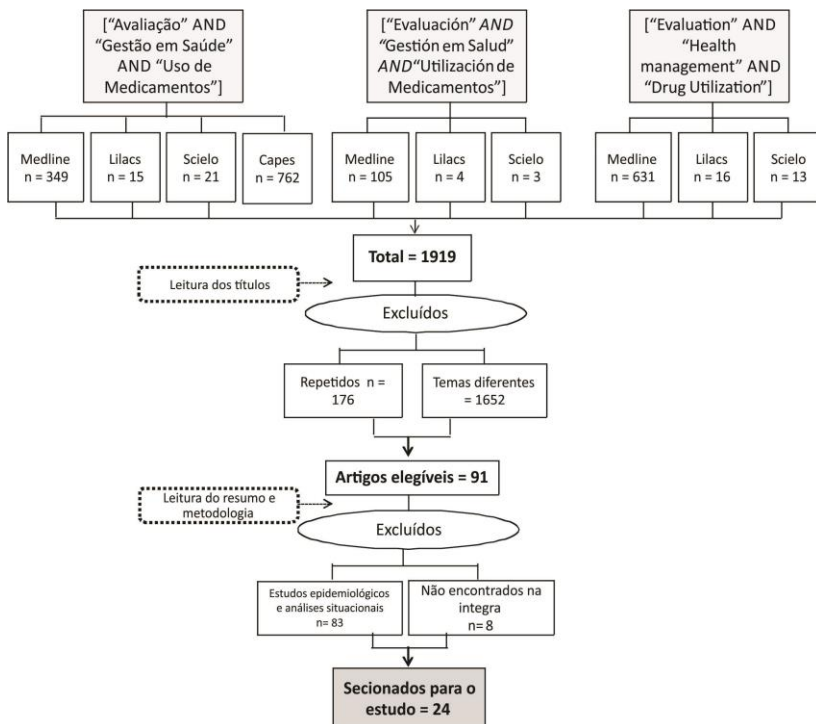 [“Avaliação” AND
“Gestão em Saúde”
AND “Uso de
Medicamentos”]
[“Evaluación” AND
“Gestión en Salud”
AND“Utilización de
Medicamentos”]
[“Evaluation” AND
“Health
management” AND
“Drug Utilization”]
Medline
n = 349
Lilacs
n = 15
Scielo
n = 21
Capes
n = 762
Medline
n = 105
Lilacs
n = 4
Scielo
n = 3
Medline
n = 631
Lilacs
n = 16
Scielo
n = 13
Total = 1919
Leitura dos títulos
Excluídos
Repetidos n =
176
Temas diferentes
= 1652
Artigos elegíveis = 91
Leitura do resumo e
metodologia
Excluídos
Estudos epidemiológicos
e análises situacionais
n= 83
Não encontrados na
integra
n= 8
Secionados para o
estudo = 24